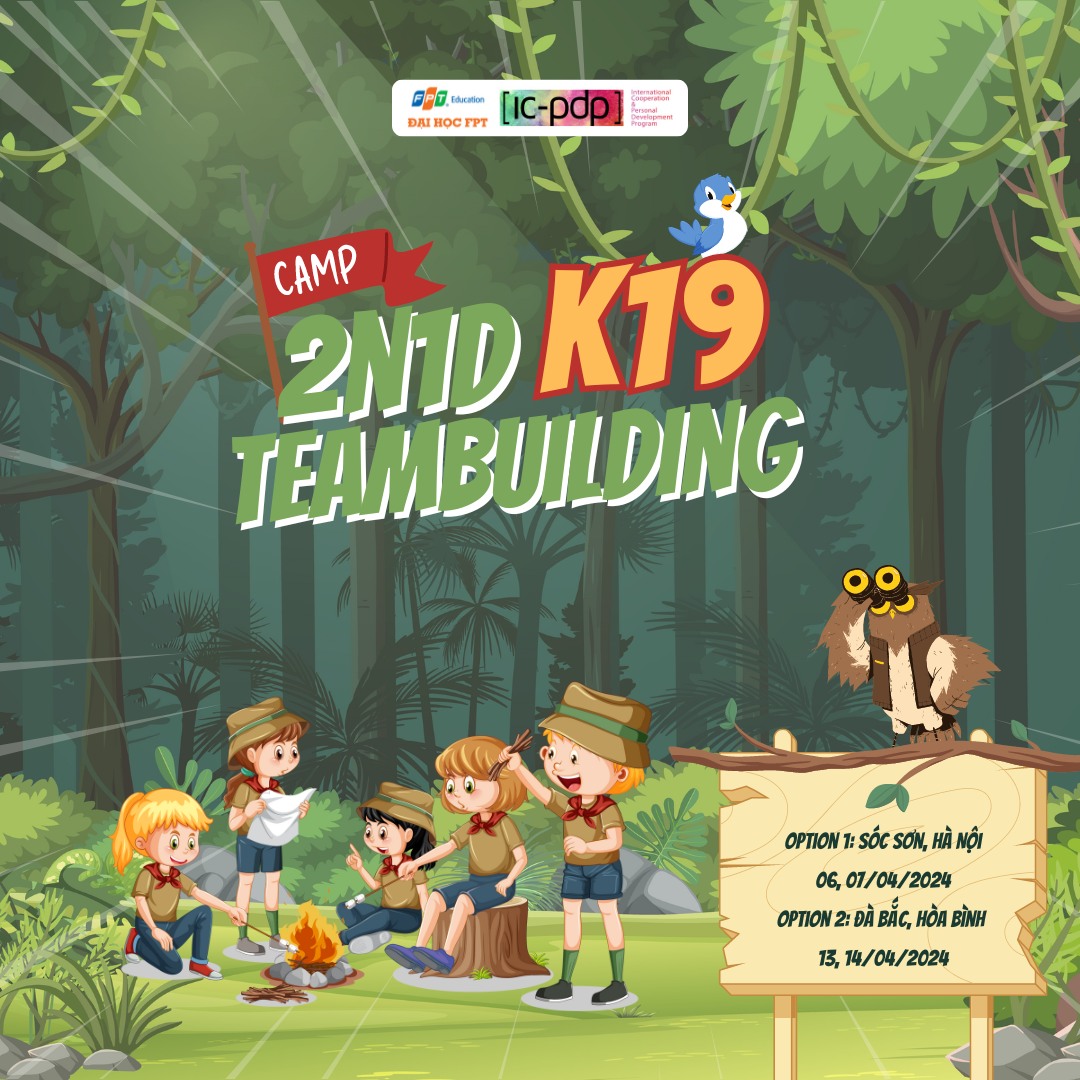 FPT Education
ĐẠI HỌC FPT
[ic-pdp]
International
Cooperation
&
Personal
Development
Program
CAMP
2N1D K19
TEAMBUILDING
OPTION 1: SÓC SƠN, HÀ NỘI
06, 07/04/2024
OPTION 2: ĐÀ BẮC, HÒA BÌNH
13, 14/04/2024